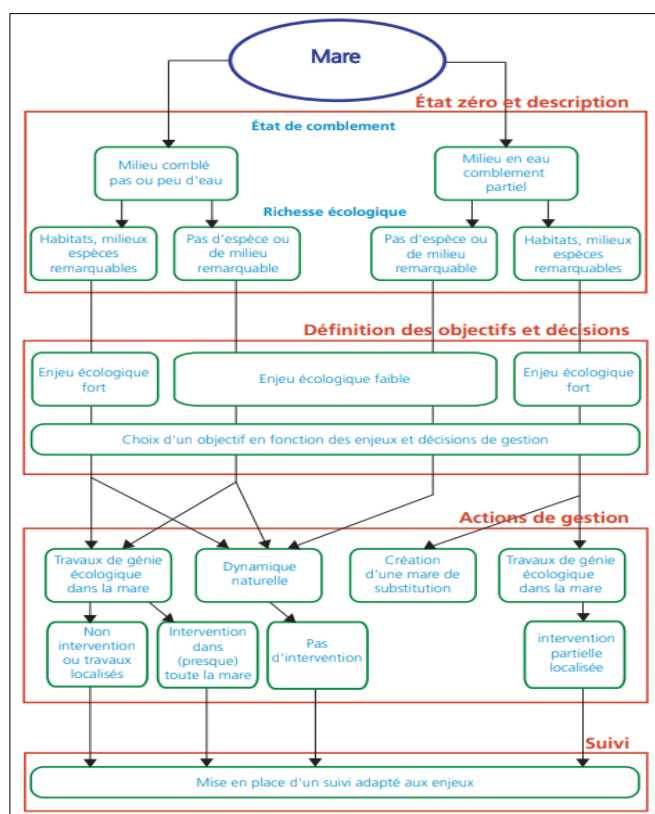 Mare
État zéro et description
État de comblement
Milieu comblé
pas ou peu d'eau
Milieu en eau
comblement
partiel
Richesse écologique
Habitats, milieux
espèces
remarquables
Pas d'espèce ou
de milieu
remarquable
Pas d'espèce ou
de milieu
remarquable
Habitats, milieux
espèces
remarquables
Définition des objectifs et décisions
Enjeu écologique
fort
Enjeu écologique faible
Enjeu écologique
fort
Choix d'un objectif en fonction des enjeux et décisions de gestion
Actions de gestion
Travaux de génie
écologique
dans la mare
Dynamique
naturelle
Création
d'une mare de
substitution
Travaux de génie
écologique
dans la mare
Non
intervention
ou travaux
localisés
Intervention
dans
(presque)
toute la mare
Pas
d'intervention
intervention
partielle
localisée
Suivi
Mise en place d'un suivi adapté aux enjeux